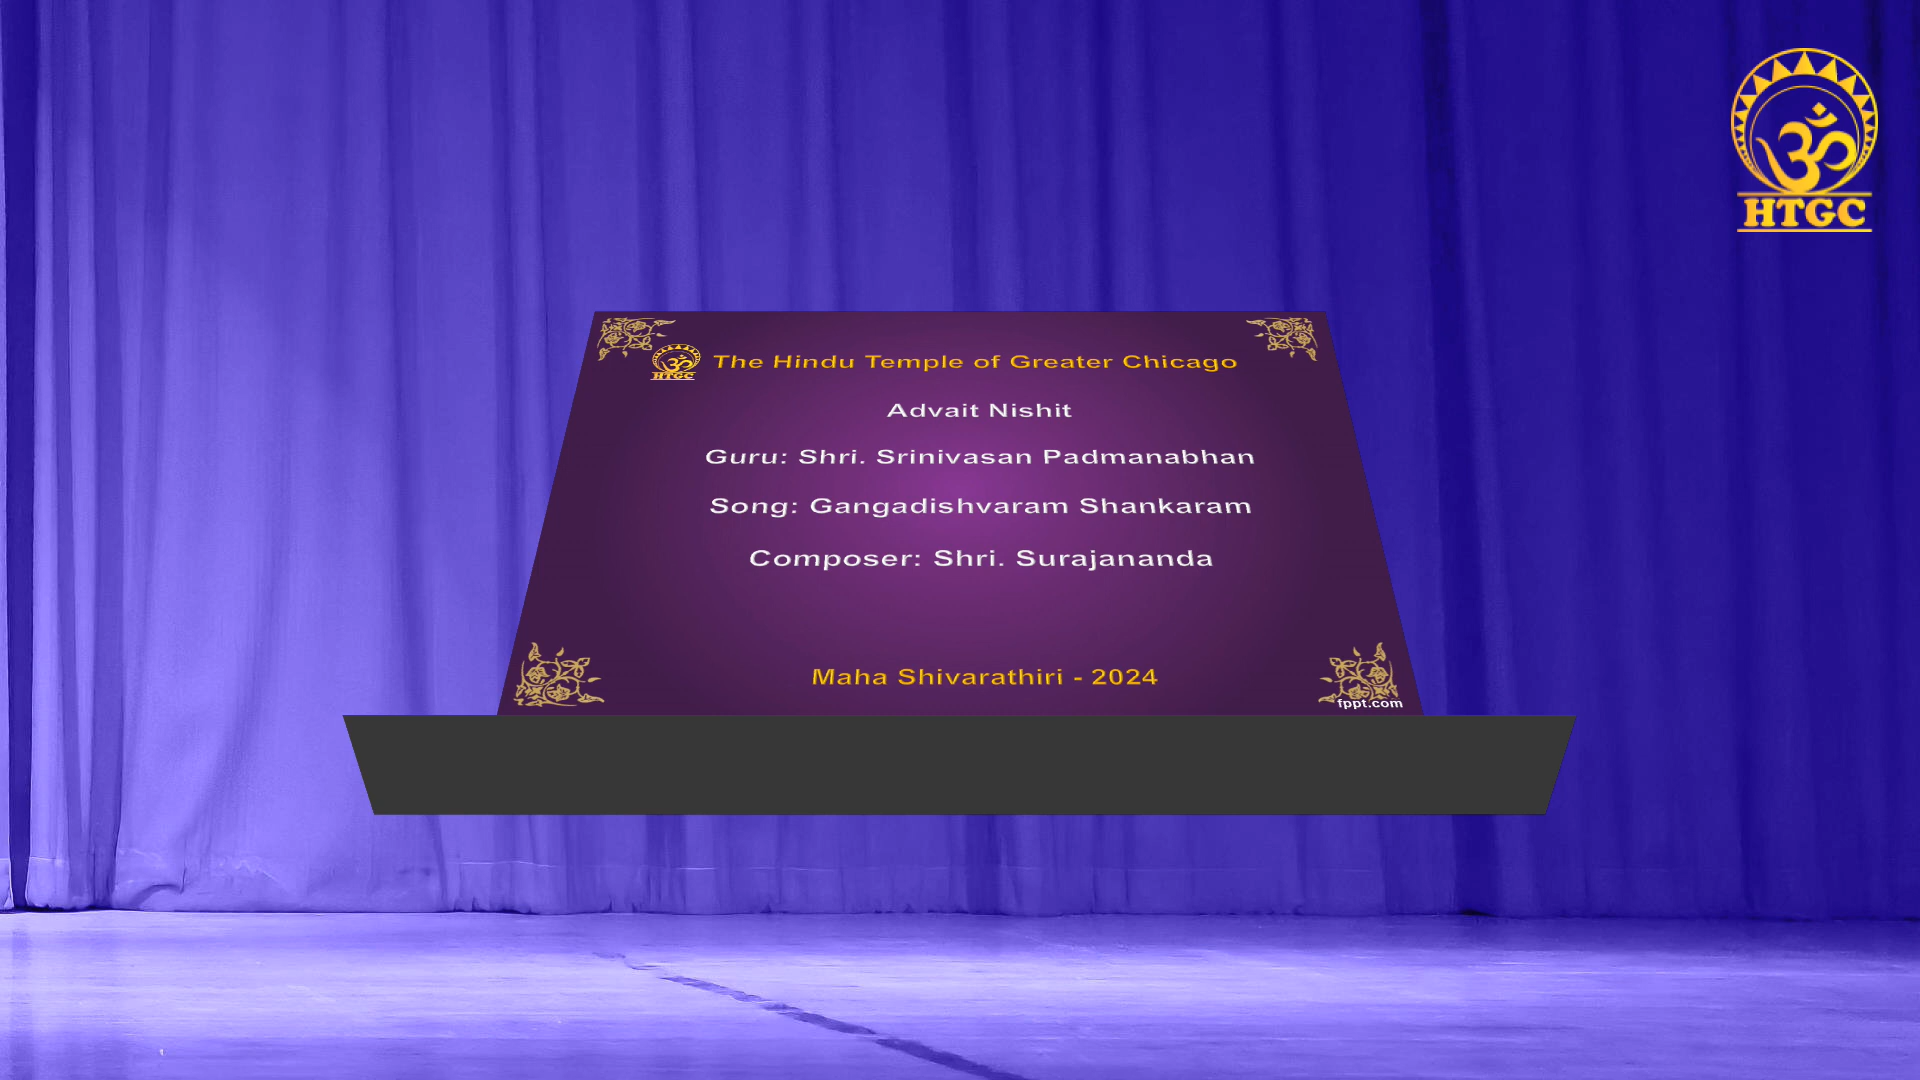 HTGC
HTGC
The Hindu Temple of Greater Chicago
Advait Nishit
Guru: Shri. Srinivasan Padmanabhan
Song: Gangadishvaram Shankaram
Composer: Shri. Surajananda
Maha Shivarathiri - 2024
fppt.com